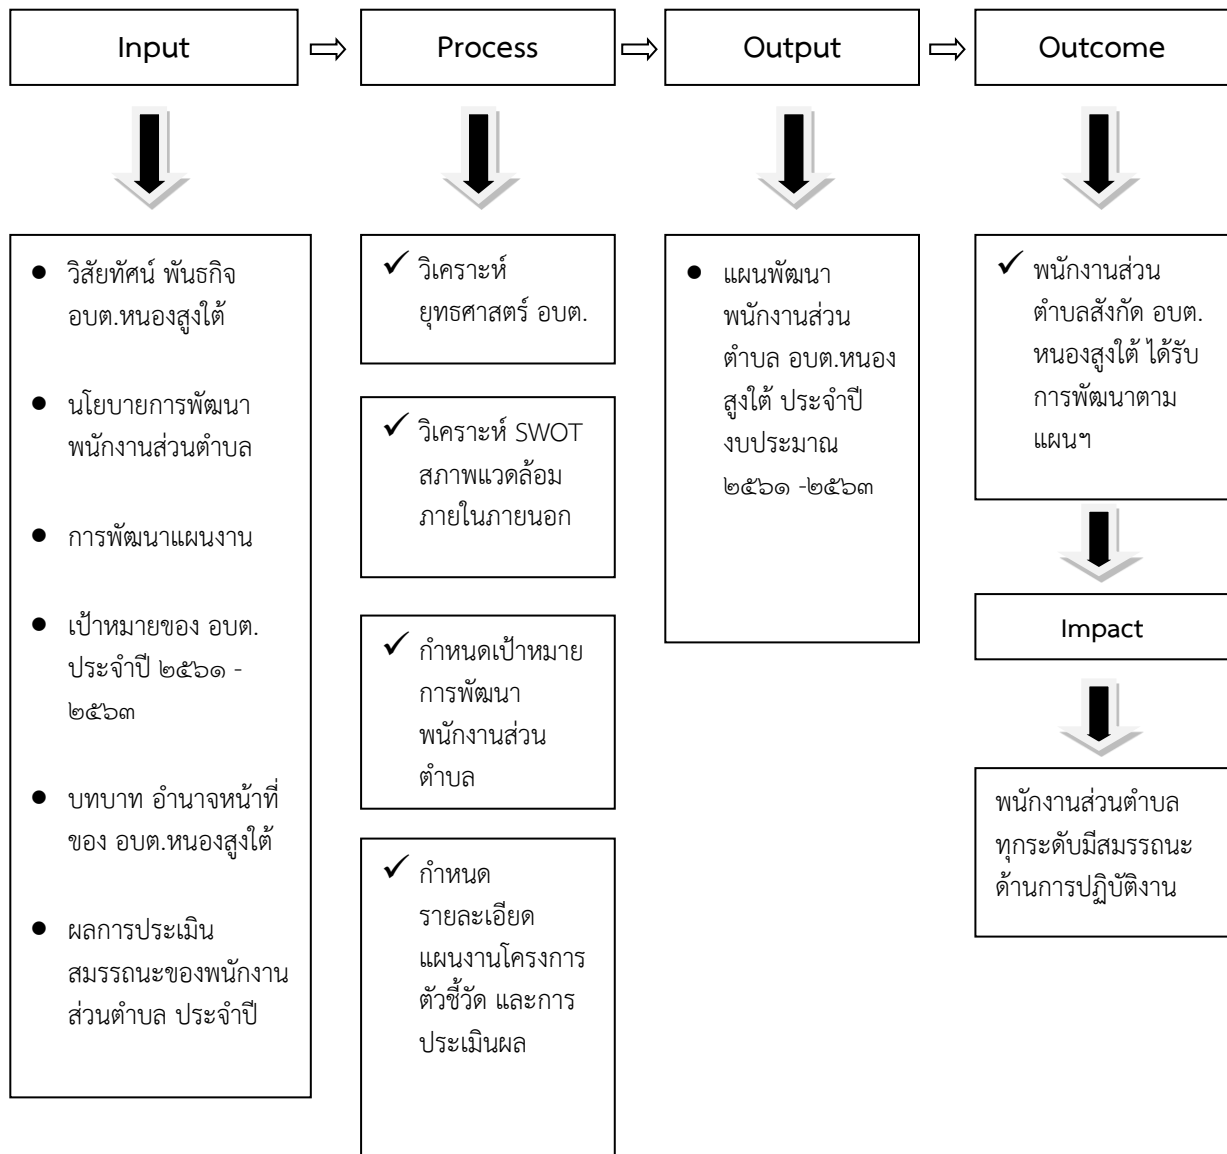 Input
Process
Output
Outcome
● วิสัยทัศน์ พันธกิจ
อบต.หนองสูงใต้
● นโยบายการพัฒนา
พนักงานส่วนตำบล
● การพัฒนาแผนงาน
● เป้าหมายของ อบต.
ประจำปี ๒๕๖๑ -
๒๕๖๓
● บทบาท อำนาจหน้าที่
ของ อบต.หนองสูงใต้
● ผลการประเมิน
สมรรถนะของพนักงาน
ส่วนตำบล ประจำปี
✓ วิเคราะห์
ยุทธศาสตร์ อบต.
✓ วิเคราะห์ SWOT
สภาพแวดล้อม
ภายในภายนอก
✓ กำหนดเป้าหมาย
การพัฒนา
พนักงานส่วน
ตำบล
✓ กำหนด
รายละเอียด
แผนงานโครงการ
ตัวชี้วัด และการ
ประเมินผล
● แผนพัฒนา
พนักงานส่วน
ตำบล อบต.หนอง
สูงใต้ ประจำปี
งบประมาณ
๒๕๖๑ -๒๕๖๓
✓ พนักงานส่วน
ตำบลสังกัด อบต.
หนองสูงใต้ ได้รับ
การพัฒนาตาม
แผนฯ
Impact
พนักงานส่วนตำบล
ทุกระดับมีสมรรถนะ
ด้านการปฏิบัติงาน